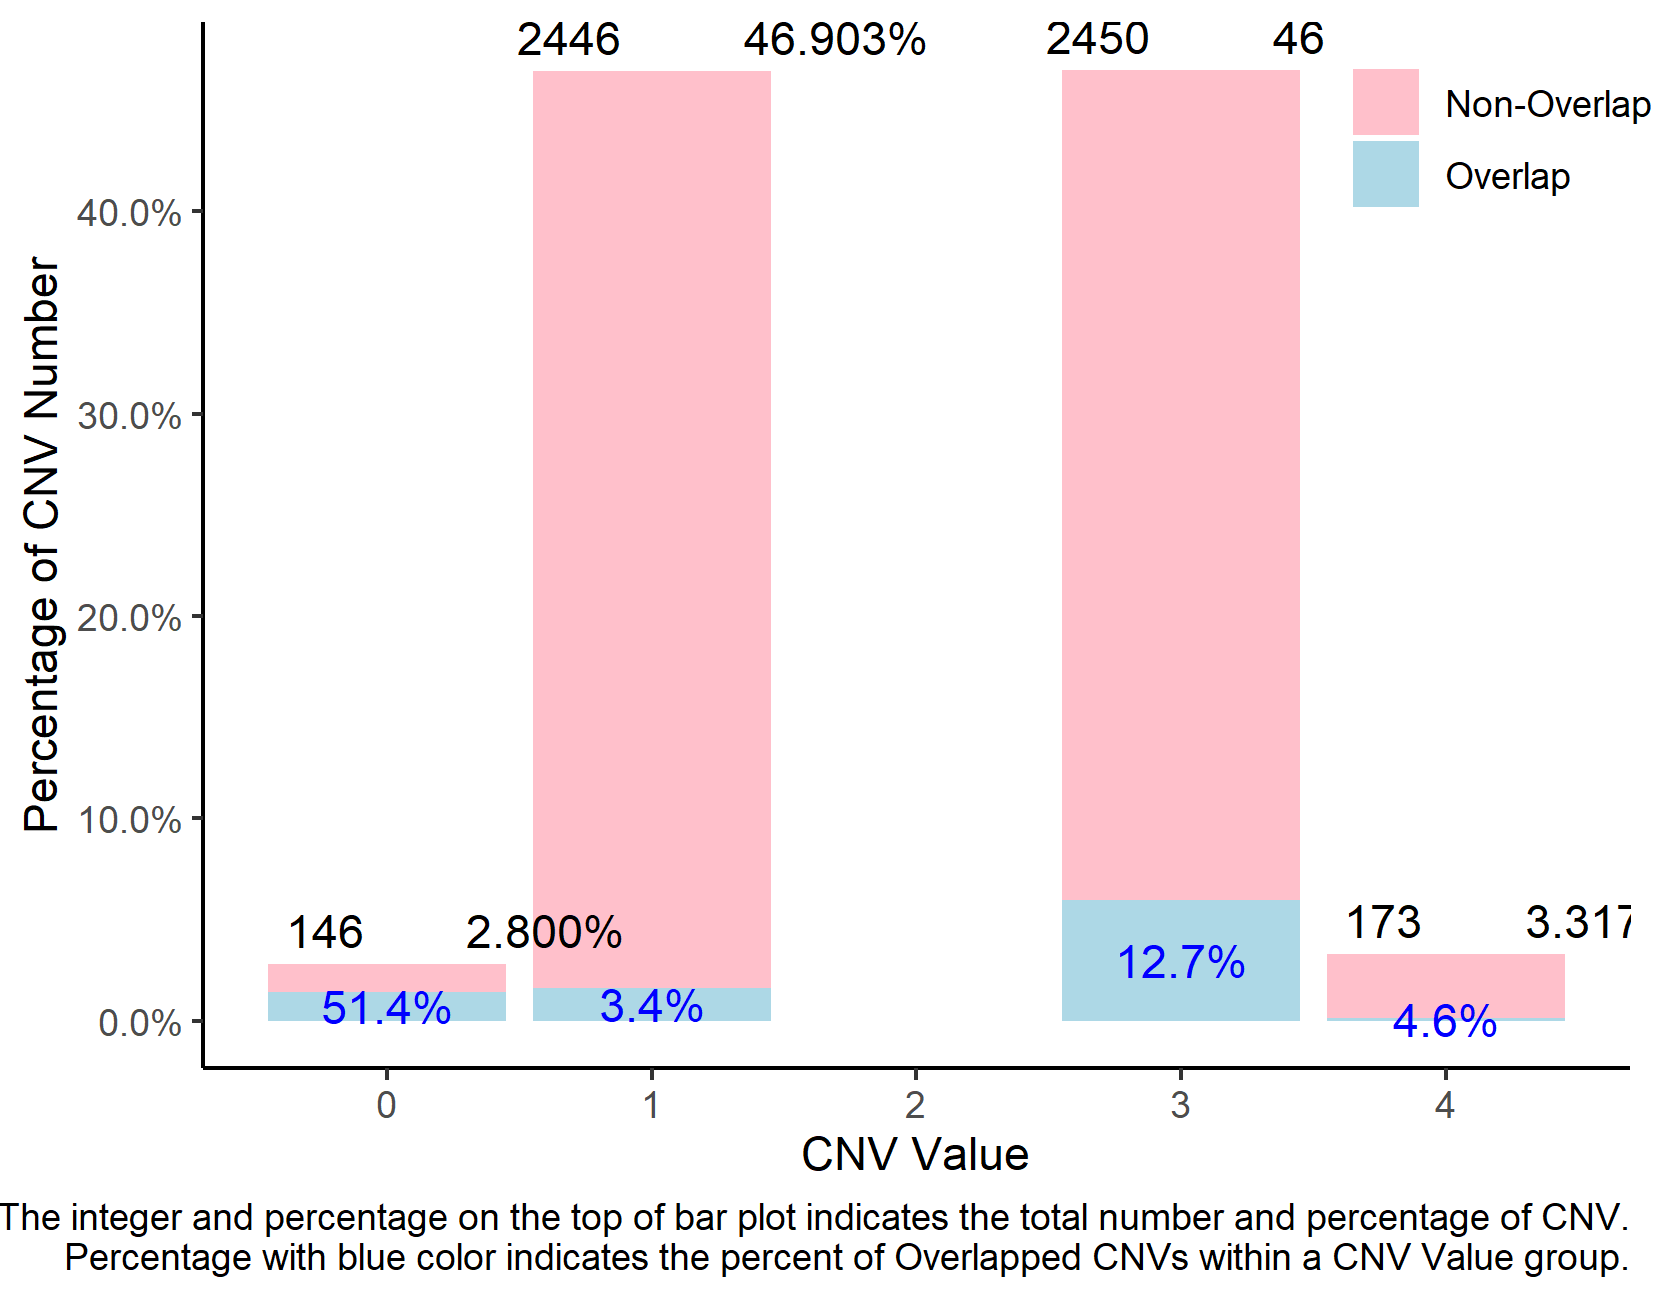 2446 46.903% 2450 46
Non-Overlap
Overlap
Percentage of CNV Number
40.0%
30.0%
20.0%
10.0%
0.0%
146 2.800% 173 3.317
51.4% 3.4% 12.7% 4.6%
0 1 2 3 4
CNV Value
The integer and percentage on the top of bar plot indicates the total number and percentage of CNV.
Percentage with blue color indicates the percent of Overlapped CNVs within a CNV Value group.